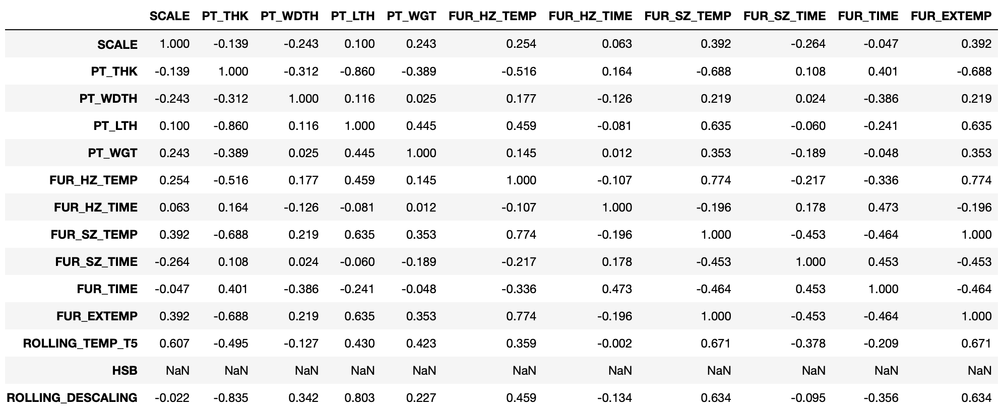 SCALE PT_THK PT_WDTH PT_LTH PT_WGT FUR_HZ_TEMP FUR_HZ_TIME FUR_SZ_TEMP FUR_SZ_TIME FUR_TIME FUR_EXTEMP
SCALE 1.000 -0.139 -0.243 0.100 0.243 0.254 0.063 0.392 -0.264 -0.047 0.392
PT_THK -0.139 1.000 -0.312 -0.860 -0.389 -0.516 0.164 -0.688 0.108 0.401 -0.688
PT_WDTH -0.243 -0.312 1.000 0.116 0.025 0.177 -0.126 0.219 0.024 -0.386 0.219
PT_LTH 0.100 -0.860 0.116 1.000 0.445 0.459 -0.081 0.635 -0.060 -0.241 0.635
PT_WGT 0.243 -0.389 0.025 0.445 1.000 0.145 0.012 0.353 -0.189 -0.048 0.353
FUR_HZ_TEMP 0.254 -0.516 0.177 0.459 0.145 1.000 -0.107 0.774 -0.217 -0.336 0.774
FUR_HZ_TIME 0.063 0.164 -0.126 -0.081 0.012 -0.107 1.000 -0.196 0.178 0.473 -0.196
FUR_SZ_TEMP 0.392 -0.688 0.219 0.635 0.353 0.774 -0.196 1.000 -0.453 -0.464 1.000
FUR_SZ_TIME -0.264 0.108 0.024 -0.060 -0.189 -0.217 0.178 -0.453 1.000 0.453 -0.453
FUR_TIME -0.047 0.401 -0.386 -0.241 -0.048 -0.336 0.473 -0.464 0.453 1.000 -0.464
FUR_EXTEMP 0.392 -0.688 0.219 0.635 0.353 0.774 -0.196 1.000 -0.453 -0.464 1.000
ROLLING_TEMP_T5 0.607 -0.495 -0.127 0.430 0.423 0.359 -0.002 0.671 -0.378 -0.209 0.671
HSB NaN NaN NaN NaN NaN NaN NaN NaN NaN NaN NaN
ROLLING_DESCALING -0.022 -0.835 0.342 0.803 0.227 0.459 -0.134 0.634 -0.095 -0.356 0.634